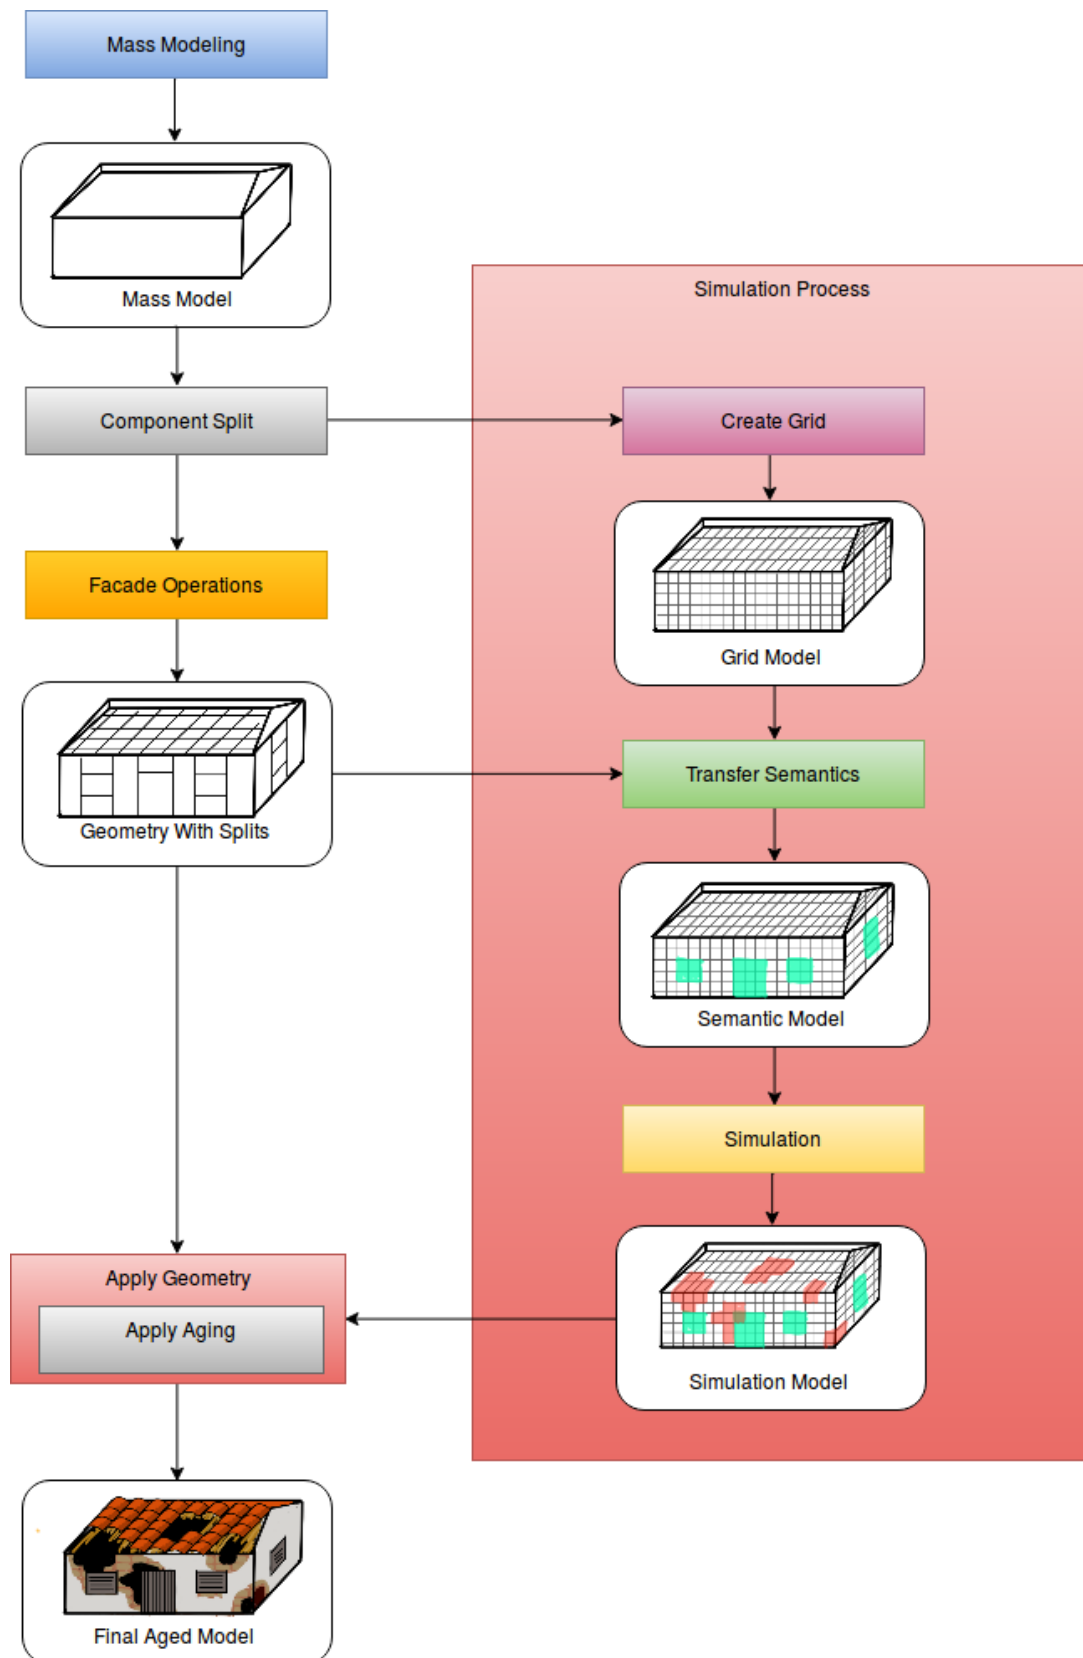 Mass Modeling
Mass Model
Simulation Process
Component Split
Create Grid
Facade Operations
Grid Model
Transfer Semantics
Geometry With Splits
Semantic Model
Simulation
Apply Geometry
Apply Aging
Simulation Model
Final Aged Model